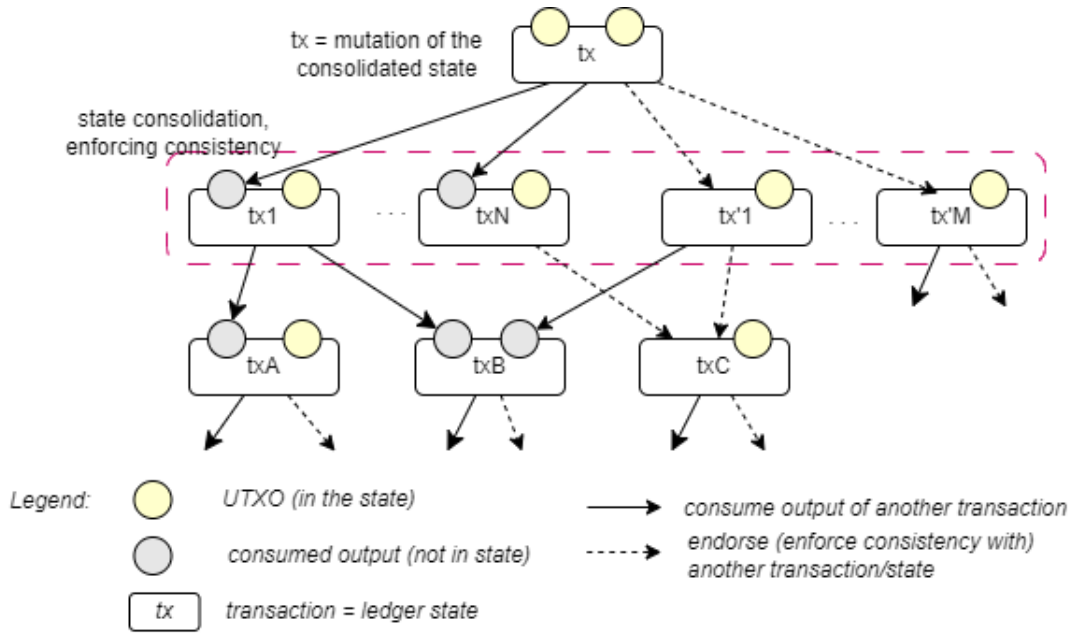 tx = mutation of the
consolidated state
tx
state consolidation,
enforcing consistency
tx1
. . .
txN
tx'1
. . .
tx'M
txA
txB
txC
Legend:
UTXO (in the state)
consume output of another transaction
consumed output (not in state)
endorse (enforce consistency with)
another transaction/state
tx
transaction = ledger state